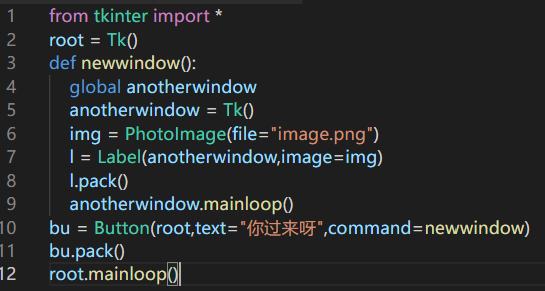 1 from tkinter import *
2 root = Tk()
3 def newwindow():
4     global anotherwindow
5     anotherwindow = Tk()
6     img = PhotoImage(file="image.png")
7     l = Label(anotherwindow,image=img)
8     l.pack()
9     anotherwindow.mainloop()
10 bu = Button(root,text="你过来呀",command=newwindow)
11 bu.pack()
12 root.mainloop()